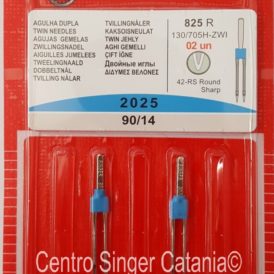 AGULHA DUPLA
TWIN NEEDLES
AGUJAS GEMELAS
ZWILLINGSNADEL
AIGUILLES JUMELEES
TWEELINGNAALD
DOBBELTNÅL
TVILLING NÅLAR
TVILLINGNÅLER
KAKSOISNEULAT
TWIN JEHLY
AGHI GEMELLI
ÇIFT İĞNE
Двойные иглы
ΔΙΔΥΜΕΣ ΒΕΛΟΝΕΣ
825 R
130/705H-ZWI
02 un
42-RS Round
Sharp
2025
90/14
Centro Singer Catania©